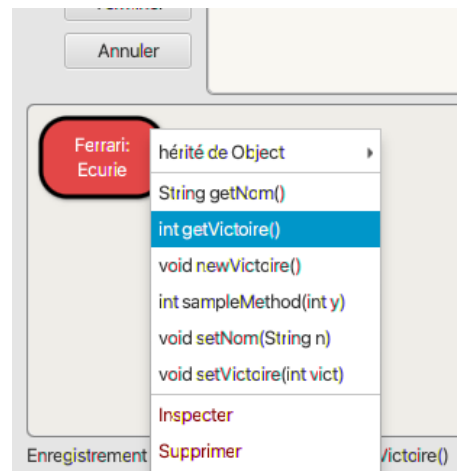 Annuler
Ferrari:
Ecurie
hérité de Object
String getNom()
int getVictoire()
void newVictoire()
int sampleMethod(int y)
void setNom(String n)
void setVictoire(int vict)
Inspecter
Supprimer
Enregistrement
Victoire()